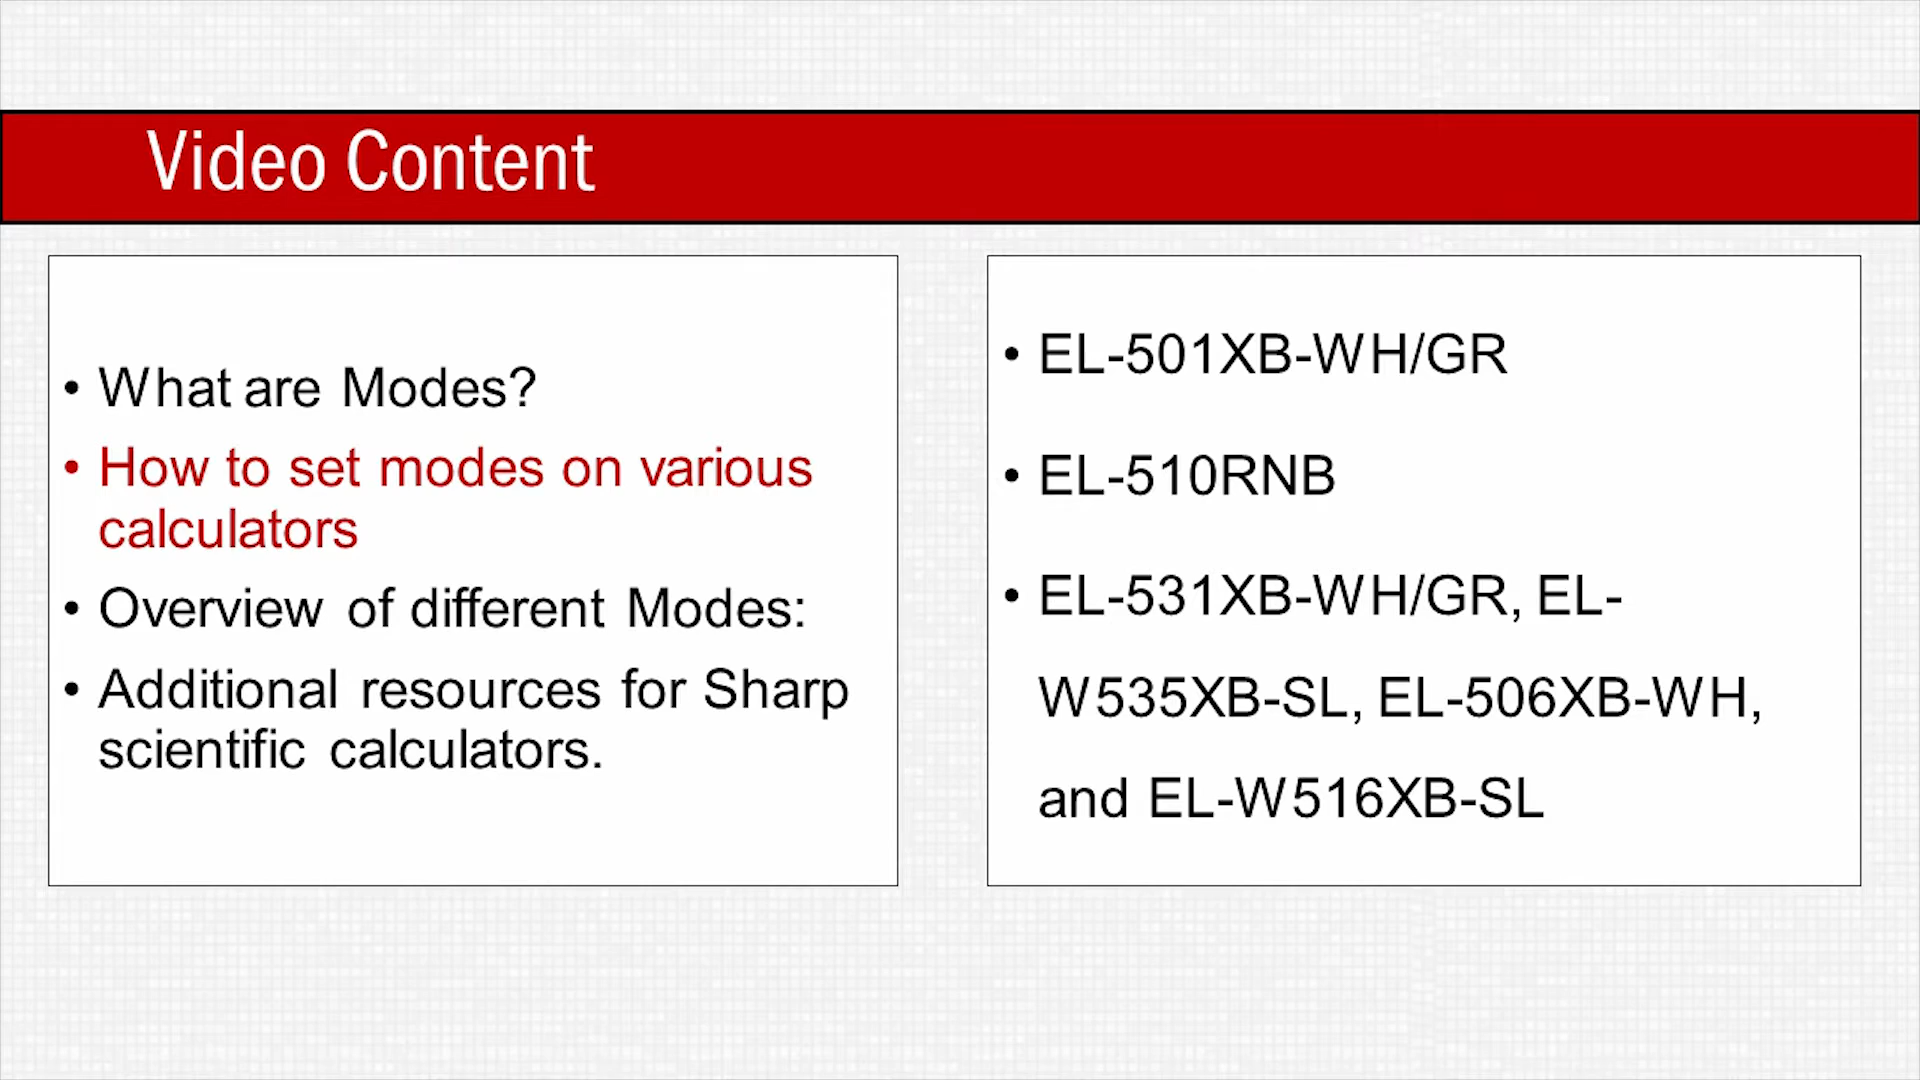 Video Content
• What are Modes?
• How to set modes on various
calculators
• Overview of different Modes:
• Additional resources for Sharp
scientific calculators.
• EL-501XB-WH/GR
• EL-510RNB
• EL-531XB-WH/GR, EL-
W535XB-SL, EL-506XB-WH,
and EL-W516XB-SL